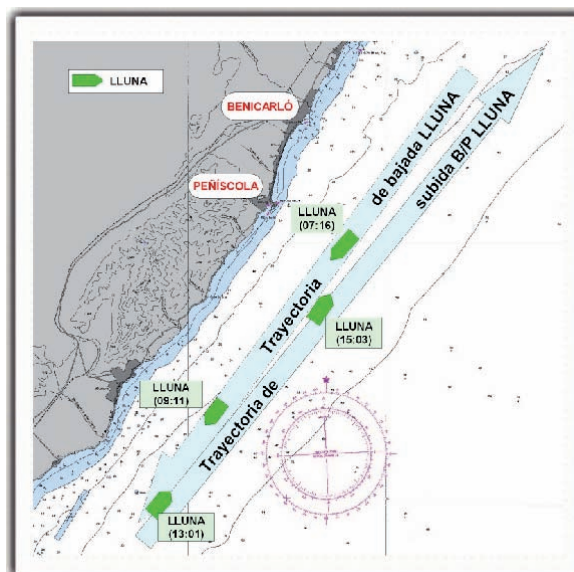 LLUNA
BENICARLÓ
PEÑÍSCOLA
LLUNA
(07:16)
Trayectoria de bajada LLUNA
Trayectoria de subida B/P LLUNA
LLUNA
(15:03)
LLUNA
(09:11)
LLUNA
(13:01)